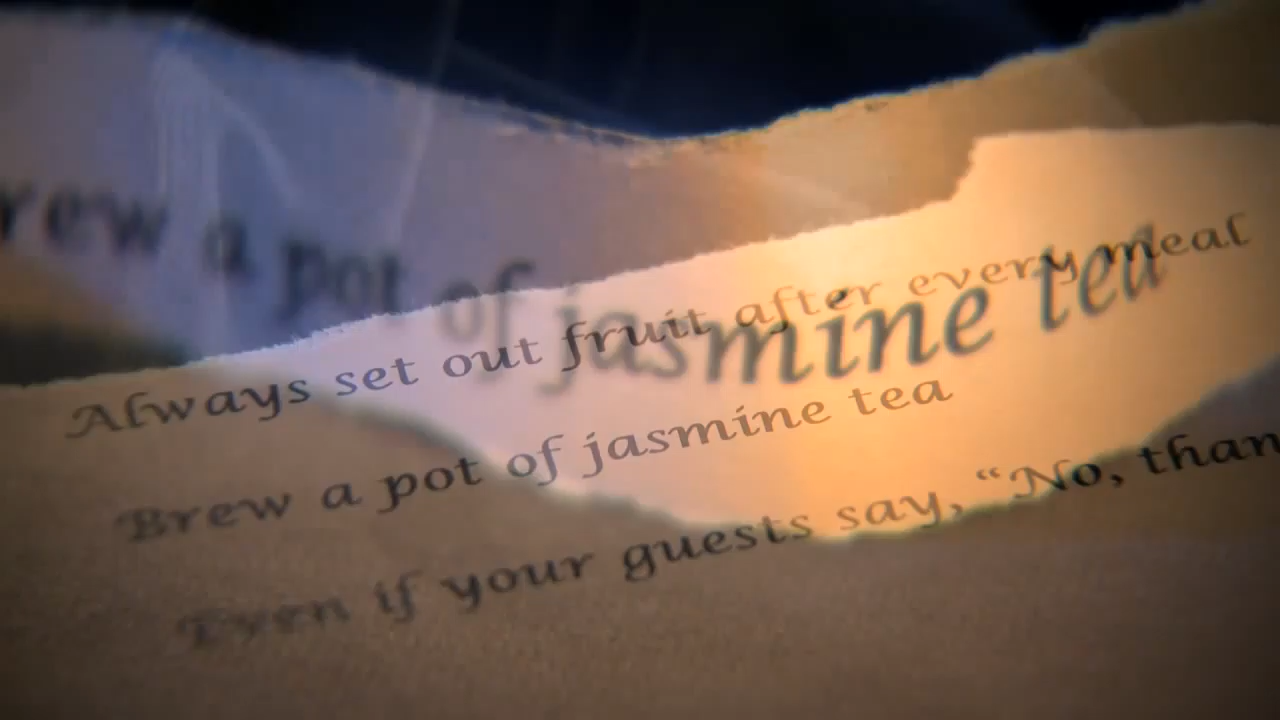 rew a pot of jasmine tea
Always set out fruit after every meal
Brew a pot of jasmine tea
Even if your guests say, “No, than